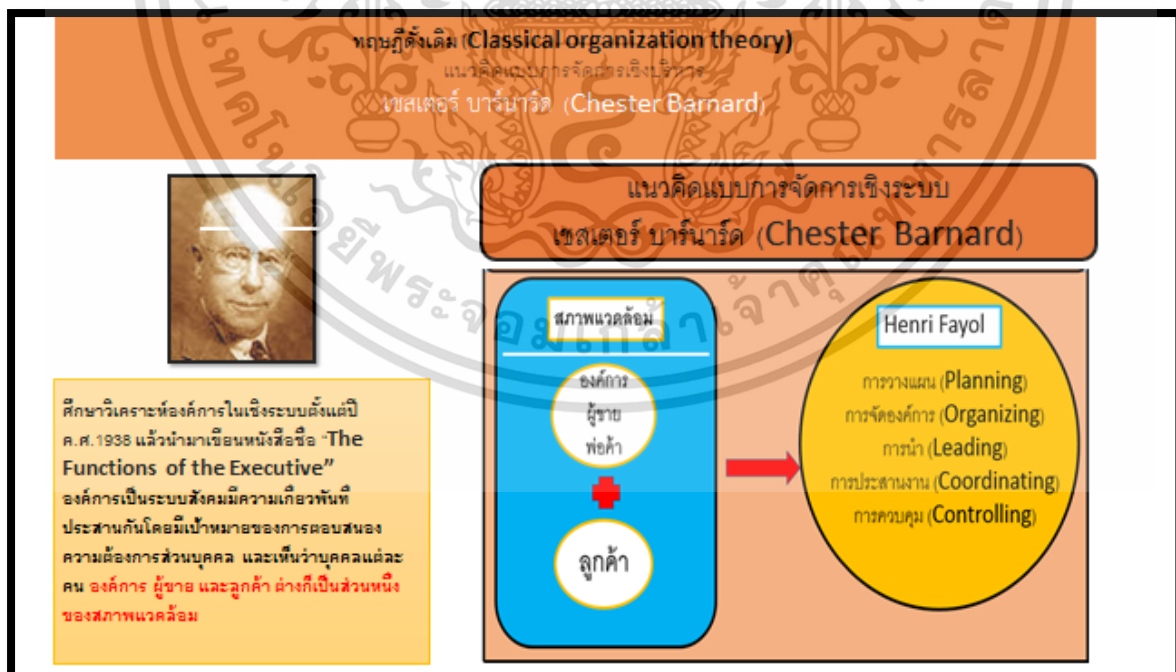 ทฤษฎีดั้งเดิม (Classical organization theory)
แนวคิดแบบการจัดการเชิงบริหาร
เชสเตอร์ บาร์นาร์ด (Chester Barnard)
แนวคิดแบบการจัดการเชิงระบบ
เชสเตอร์ บาร์นาร์ด (Chester Barnard)
ศึกษาวิเคราะห์องค์การในเชิงระบบตั้งแต่ปี
ค.ศ.1938 แล้วนำมาเขียนหนังสือชื่อ "The
Functions of the Executive"
องค์การเป็นระบบสังคมมีความเกี่ยวพันที่
ประสานกันโดยมีเป้าหมายของการตอบสนอง
ความต้องการส่วนบุคคล และเห็นว่าบุคคลแต่ละ
คน องค์การ ผู้ขาย และลูกค้า ต่างก็เป็นส่วนหนึ่ง
ของสภาพแวดล้อม
สภาพแวดล้อม
องค์การ
ผู้ขาย
พ่อค้า
ลูกค้า
Henri Fayol
การวางแผน (Planning)
การจัดองค์การ (Organizing)
การนำ (Leading)
การประสานงาน (Coordinating)
การควบคุม (Controlling)